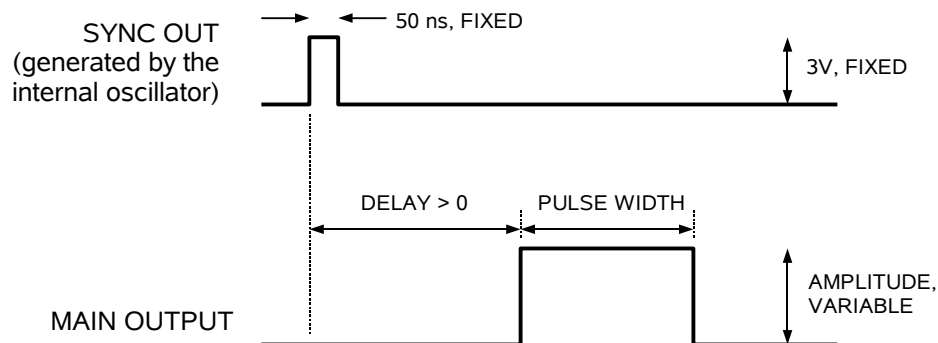 50 ns, FIXED
SYNC OUT
(generated by the
internal oscillator)
3V, FIXED
DELAY > 0
PULSE WIDTH
AMPLITUDE,
VARIABLE
MAIN OUTPUT